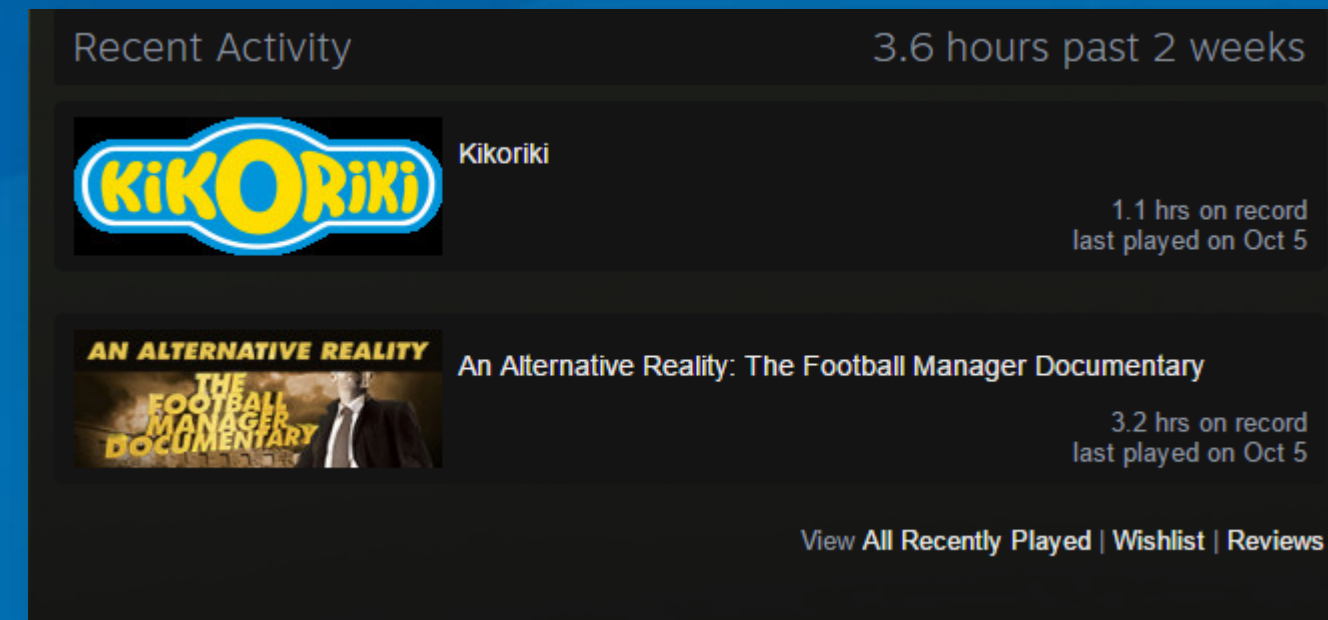 Recent Activity
3.6 hours past 2 weeks
KiKORiKi
Kikoriki
1.1 hrs on record
last played on Oct 5
AN ALTERNATIVE REALITY
THE
FOOTBALL
MANAGER
DOCUMENTARY
An Alternative Reality: The Football Manager Documentary
3.2 hrs on record
last played on Oct 5
View All Recently Played | Wishlist | Reviews